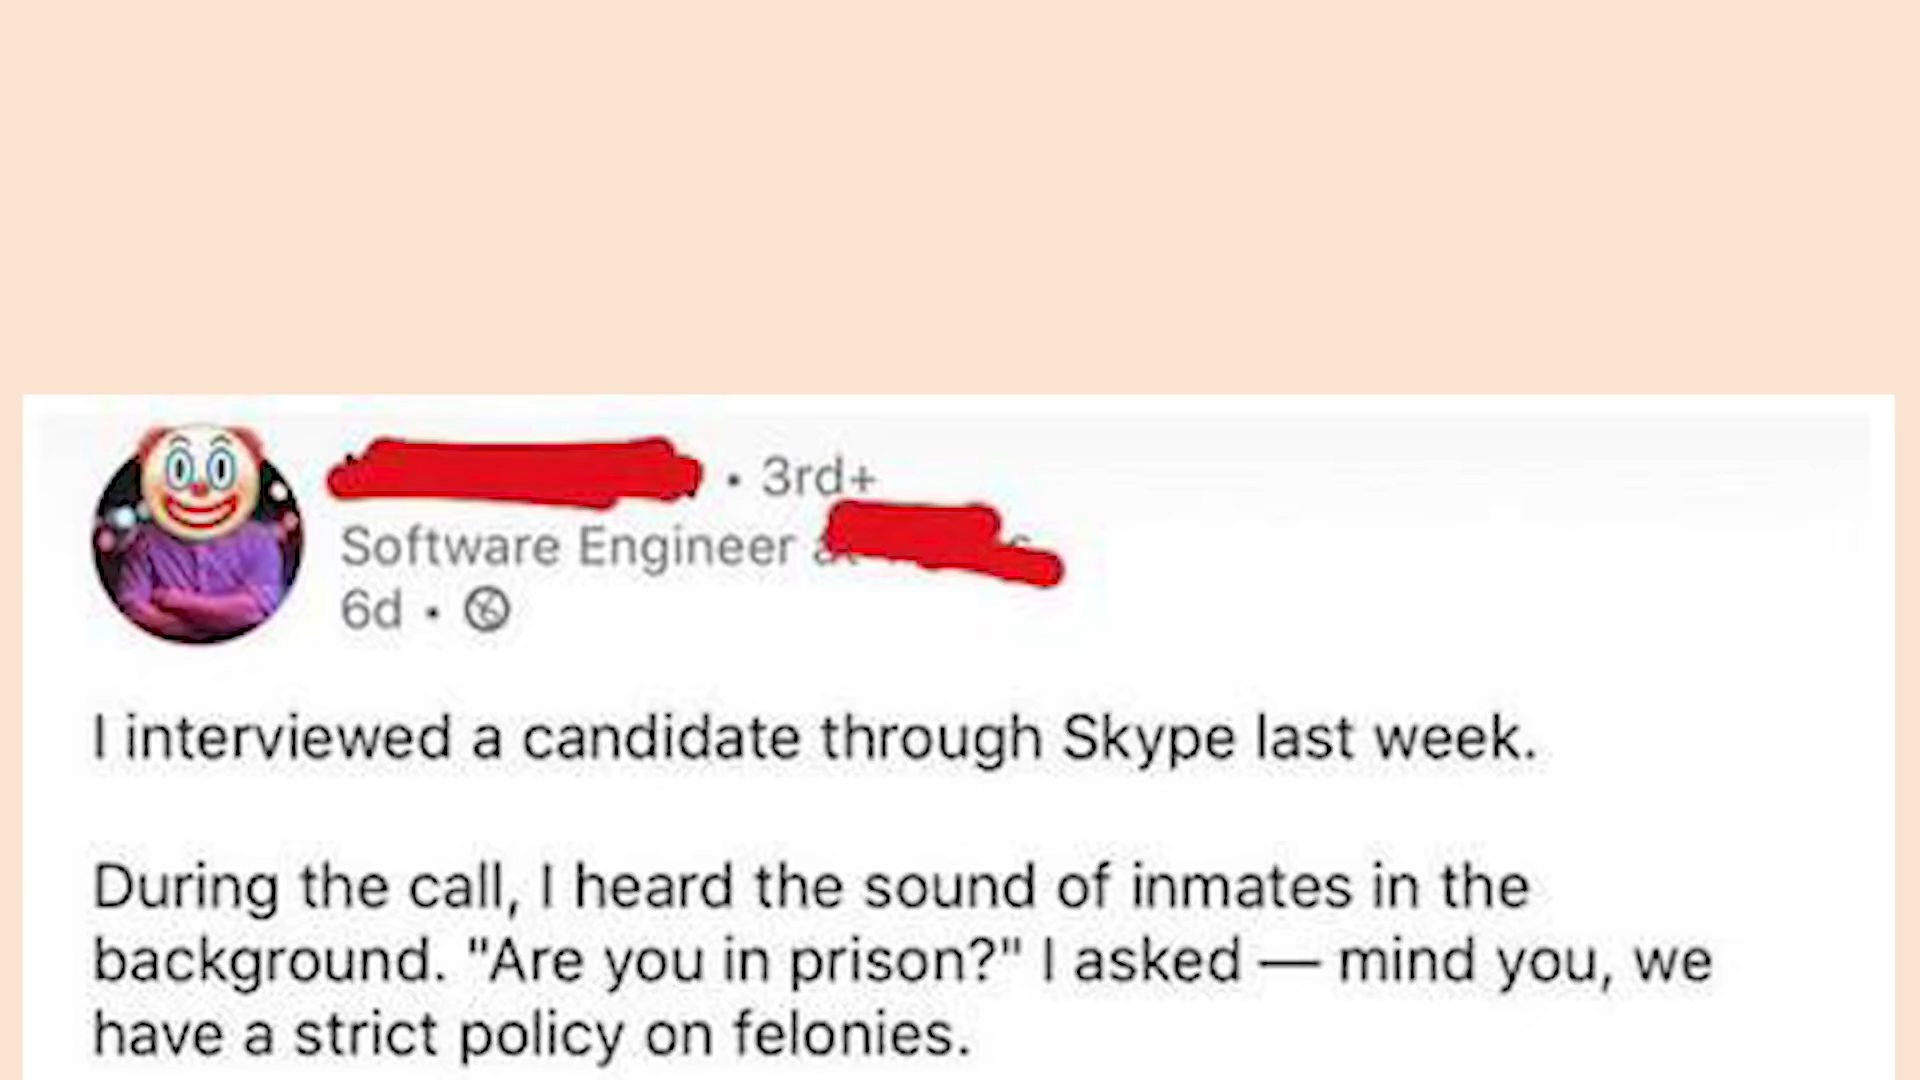 • 3rd+
Software Engineer
6d •
I interviewed a candidate through Skype last week.
During the call, I heard the sound of inmates in the
background. "Are you in prison?" I asked — mind you, we
have a strict policy on felonies.